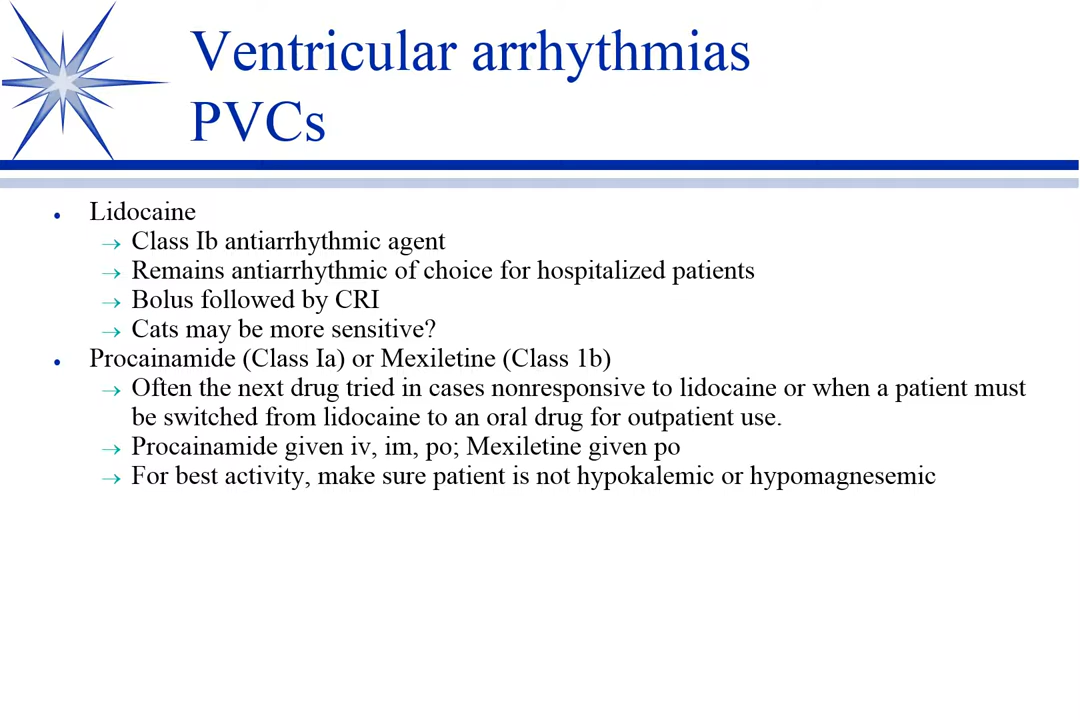 Ventricular arrhythmias
PVCs
• Lidocaine
→ Class Ib antiarrhythmic agent
→ Remains antiarrhythmic of choice for hospitalized patients
→ Bolus followed by CRI
→ Cats may be more sensitive?
• Procainamide (Class Ia) or Mexiletine (Class 1b)
→ Often the next drug tried in cases nonresponsive to lidocaine or when a patient must
be switched from lidocaine to an oral drug for outpatient use.
→ Procainamide given iv, im, po; Mexiletine given po
→ For best activity, make sure patient is not hypokalemic or hypomagnesemic